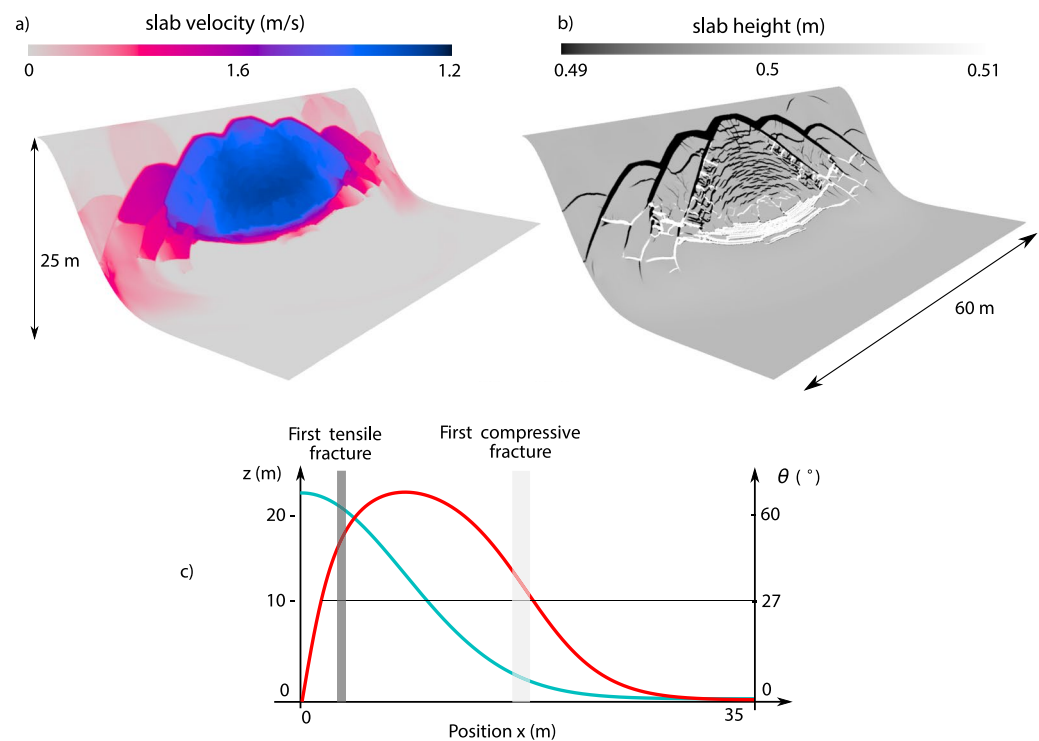 a)
slab velocity (m/s)
0
1.6
1.2
25 m
b)
slab height (m)
0.49
0.5
0.51
60 m
c)
First tensile
fracture
First compressive
fracture
z (m)
θ ( °)
20
60
10
27
0
0
0
35
Position x (m)